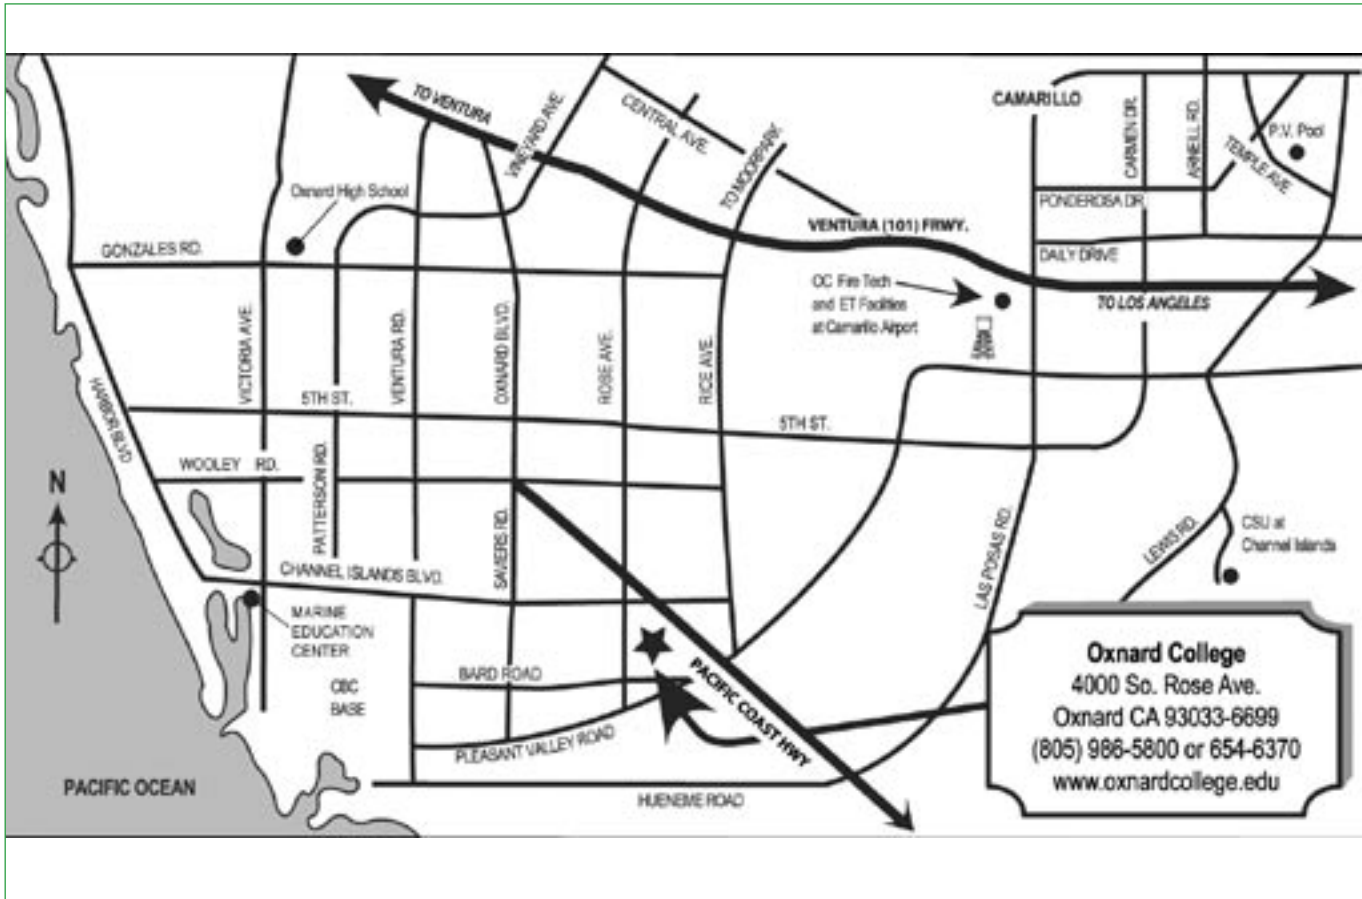 TO VENTURA
VINEYARD AVE.
CENTRAL AVE.
TO MOORPARK
CAMARILLO
CARMEN DR.
ARNELL RD.
P.V. Pool
TEMPLE AVE.
Oxnard High School
PONDEROSA DR.
VENTURA (101) FRWY.
GONZALES RD.
DAILY DRIVE
OC Fire Tech
and ET Facilities
at Camarillo Airport
TO LOS ANGELES
VICTORIA AVE.
VENTURA RD.
OXNARD BLVD.
ROSE AVE.
RICE AVE.
HARBOR BLVD
5TH ST.
5TH ST.
WOOLEY RD.
PATTERSON RD.
N
SAVIERS RD.
LAS POSAS RD.
LEWIS RD.
CSU at
Channel Islands
CHANNEL ISLANDS BLVD.
MARINE
EDUCATION
CENTER
CBC
BASE
BARD ROAD
PACIFIC COAST HWY
PLEASANT VALLEY ROAD
PACIFIC OCEAN
HUENEME ROAD
Oxnard College
4000 So. Rose Ave.
Oxnard CA 93033-6699
(805) 986-5800 or 654-6370
www.oxnardcollege.edu